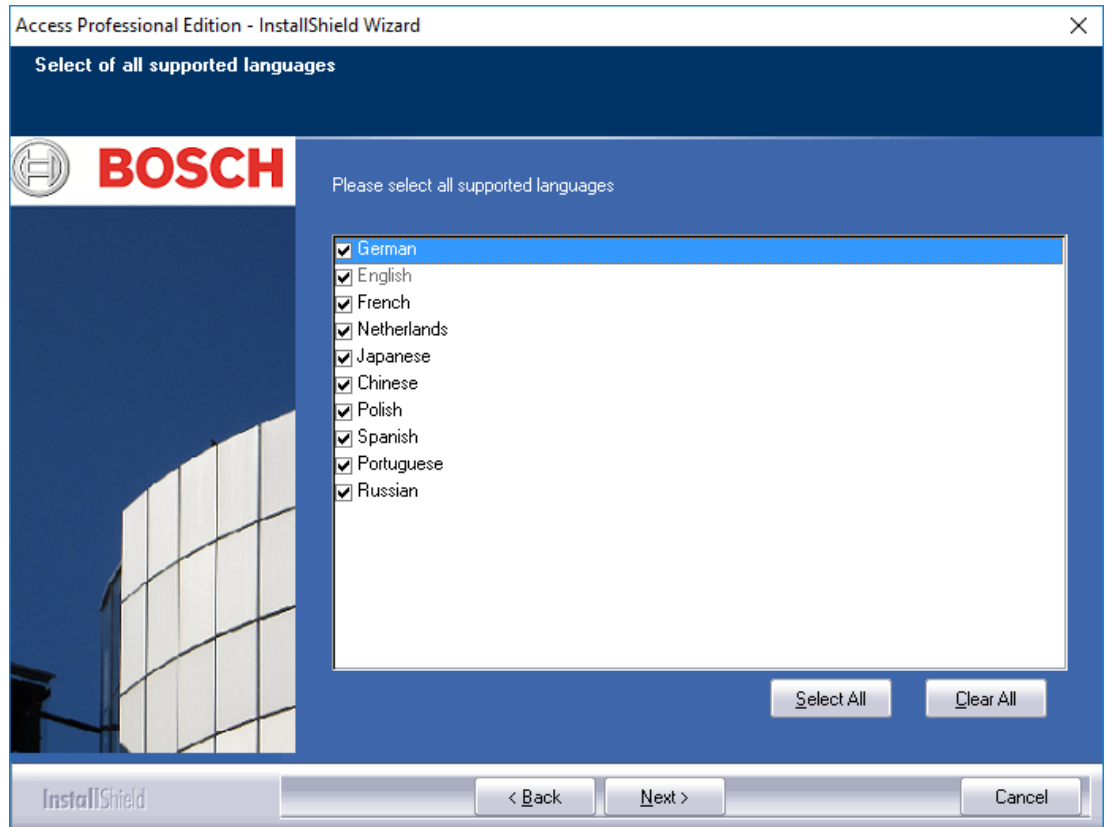 Access Professional Edition - InstallShield Wizard
Select of all supported languages
BOSCH
Please select all supported languages
German
English
French
Netherlands
Japanese
Chinese
Polish
Spanish
Portuguese
Russian
Select All
Clear All
InstallShield
< Back
Next >
Cancel